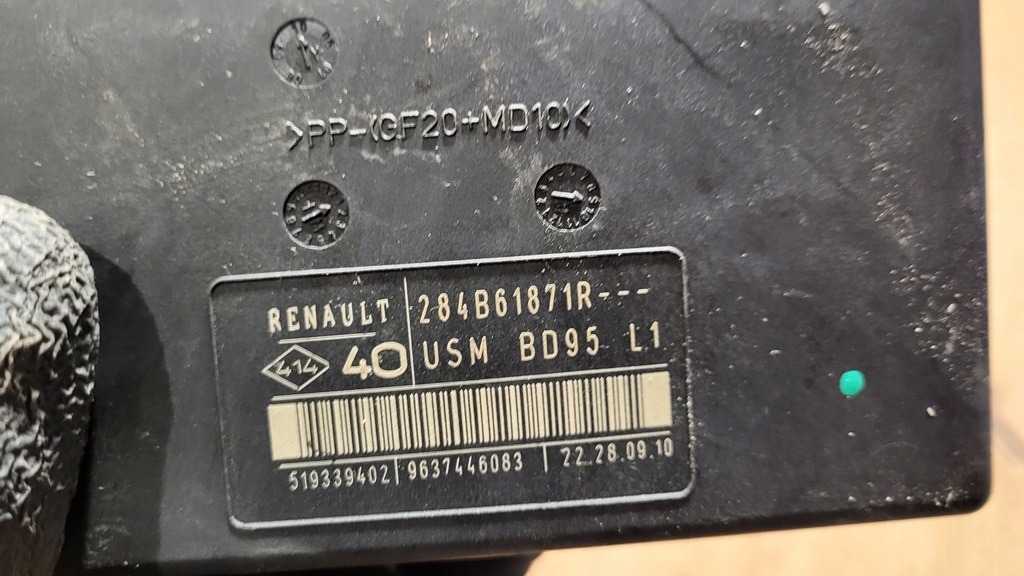 >PP-(GF20+MD10)<
RENAULT 284B61871R---
414 40 USM BD95 L1
519339402 | 9637446083 | 22.28.09.10